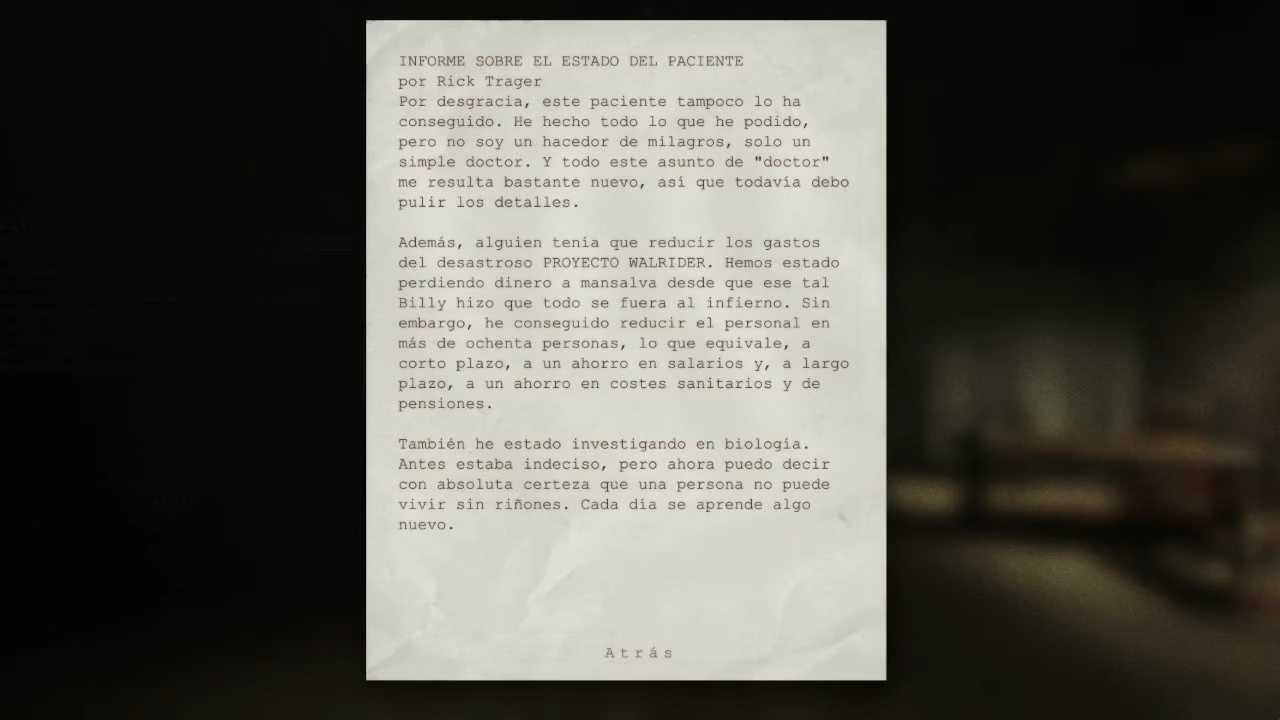 INFORME SOBRE EL ESTADO DEL PACIENTE
por Rick Trager
Por desgracia, este paciente tampoco lo ha
conseguido. He hecho todo lo que he podido,
pero no soy un hacedor de milagros, solo un
simple doctor. Y todo este asunto de "doctor"
me resulta bastante nuevo, así que todavía debo
pulir los detalles.
Además, alguien tenía que reducir los gastos
del desastroso PROYECTO WALRIDER. Hemos estado
perdiendo dinero a mansalva desde que ese tal
Billy hizo que todo se fuera al infierno. Sin
embargo, he conseguido reducir el personal en
más de ochenta personas, lo que equivale, a
corto plazo, a un ahorro en salarios y, a largo
plazo, a un ahorro en costes sanitarios y de
pensiones.
También he estado investigando en biología.
Antes estaba indeciso, pero ahora puedo decir
con absoluta certeza que una persona no puede
vivir sin riñones. Cada día se aprende algo
nuevo.
Atrás